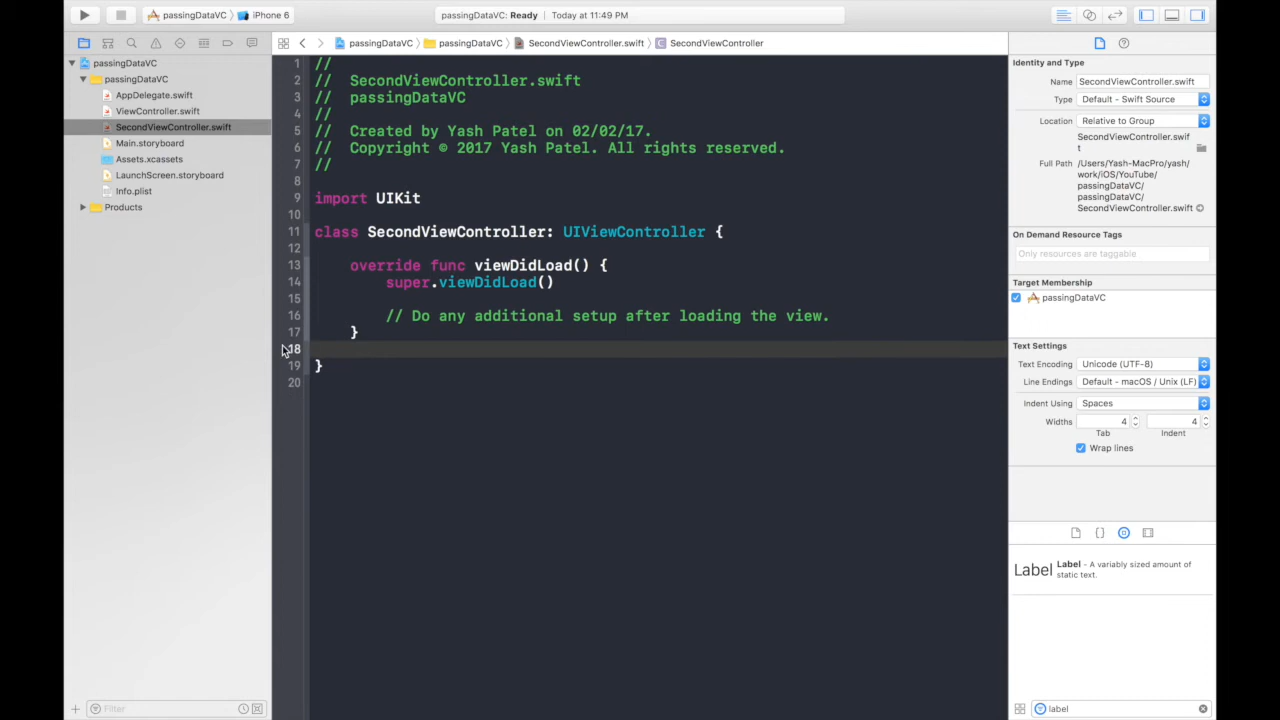 passingDataVC
iPhone 6
passingDataVC: Ready
Today at 11:49 PM
passingDataVC
passingDataVC
SecondViewController.swift
C
SecondViewController
passingDataVC
passingDataVC
AppDelegate.swift
ViewController.swift
SecondViewController.swift
Main.storyboard
Assets.xcassets
LaunchScreen.storyboard
Info.plist
Products
Filter
1 //
2 //  SecondViewController.swift
3 //  passingDataVC
4 //
5 //  Created by Yash Patel on 02/02/17.
6 //  Copyright © 2017 Yash Patel. All rights reserved.
7 //
8
9 import UIKit
10
11 class SecondViewController: UIViewController {
12
13     override func viewDidLoad() {
14         super.viewDidLoad()
15
16         // Do any additional setup after loading the view.
17     }
18
19 }
20
Identity and Type
Name SecondViewController.swift
Type Default - Swift Source
Location Relative to Group
SecondViewController.swif
t
Full Path /Users/Yash-MacPro/yash/
work/iOS/YouTube/
passingDataVC/
passingDataVC/
SecondViewController.swift
On Demand Resource Tags
Only resources are taggable
Target Membership
passingDataVC
Text Settings
Text Encoding Unicode (UTF-8)
Line Endings Default - macOS / Unix (LF)
Indent Using Spaces
Widths 4 4
Tab Indent
Wrap lines
{ }
Label Label - A variably sized amount of
static text.
label